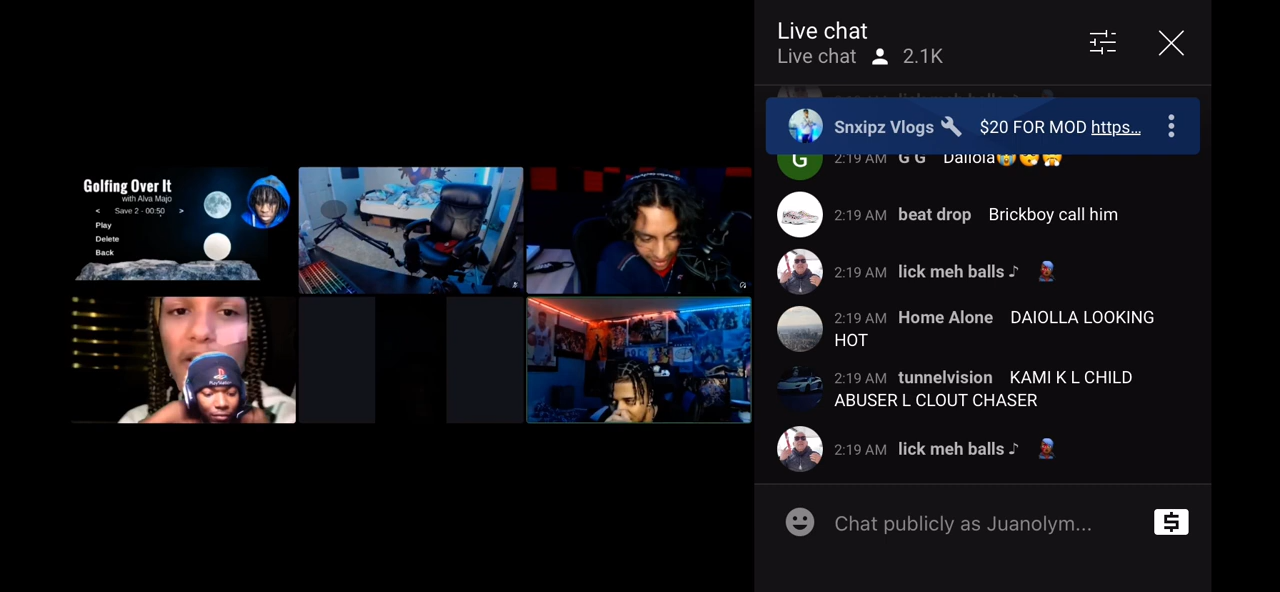 Golfing Over It
with Alva Majo
< Save 2 - 00:50 >
Play
Delete
Back
PlayStation
Live chat
Live chat 2.1K
Snxipz Vlogs $20 FOR MOD https...
2:19 AM G G Dailola😭😳😤
2:19 AM beat drop Brickboy call him
2:19 AM lick meh balls ♪
2:19 AM Home Alone DAIOLLA LOOKING
HOT
2:19 AM tunnelvision KAMI K L CHILD
ABUSER L CLOUT CHASER
2:19 AM lick meh balls ♪
Chat publicly as Juanolym...